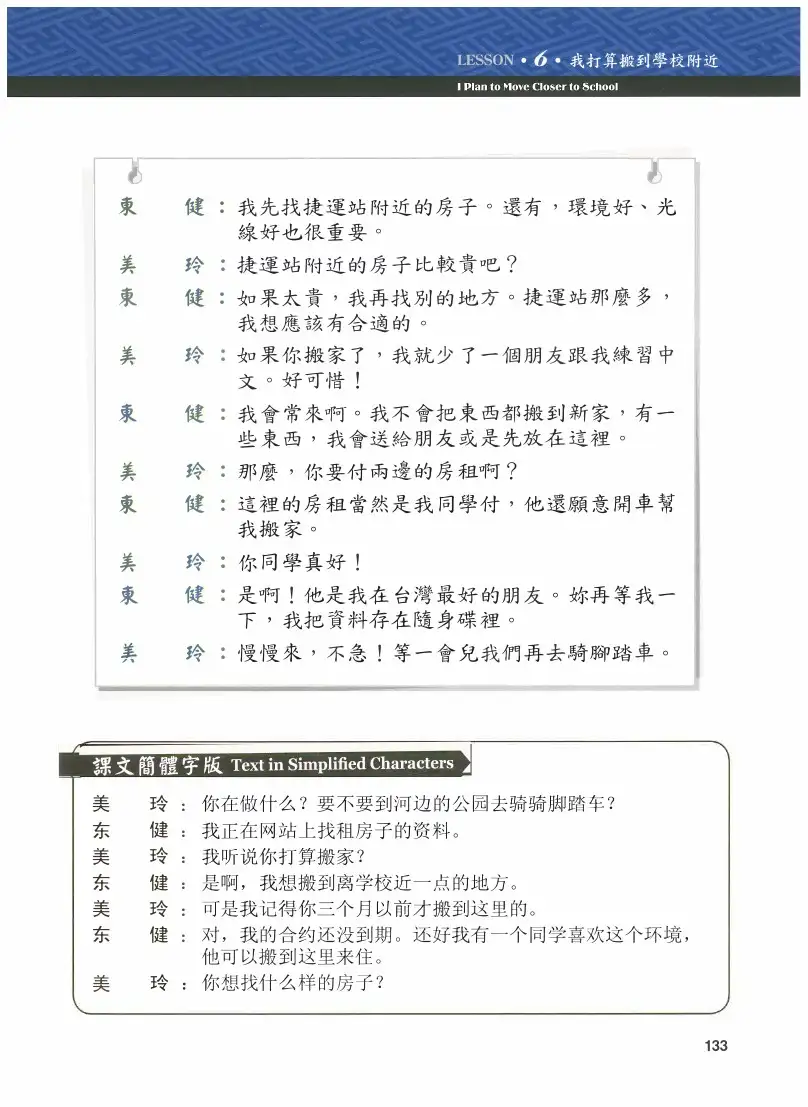 LESSON • 6 • 我打算搬到學校附近
I Plan to Move Closer to School
東 健：我先找捷運站附近的房子。還有，環境好、光
線好也很重要。
美 玲：捷運站附近的房子比較貴吧？
東 健：如果太貴，我再找別的地方。捷運站那麼多，
我想應該有合適的。
美 玲：如果你搬家了，我就少了一個朋友跟我練習中
文。好可惜！
東 健：我會常來啊。我不會把東西都搬到新家，有一
些東西，我會送給朋友或是先放在這裡。
美 玲：那麼，你要付兩邊的房租啊？
東 健：這裡的房租當然是我同學付，他還願意開車幫
我搬家。
美 玲：你同學真好！
東 健：是啊！他是我在台灣最好的朋友。妳再等我一
下，我把資料存在隨身碟裡。
美 玲：慢慢來，不急！等一會兒我們再去騎腳踏車。
課文簡體字版 Text in Simplified Characters
美 玲：你在做什么？要不要到河边的公园去骑骑脚踏车？
东 健：我正在网站上找租房子的资料。
美 玲：我听说你打算搬家？
东 健：是啊，我想搬到离学校近一点的地方。
美 玲：可是我记得你三个月以前才搬到这里的。
东 健：对，我的合约还没到期。还好我有一个同学喜欢这个环境，
他可以搬到这里来住。
美 玲：你想找什么样的房子？
133